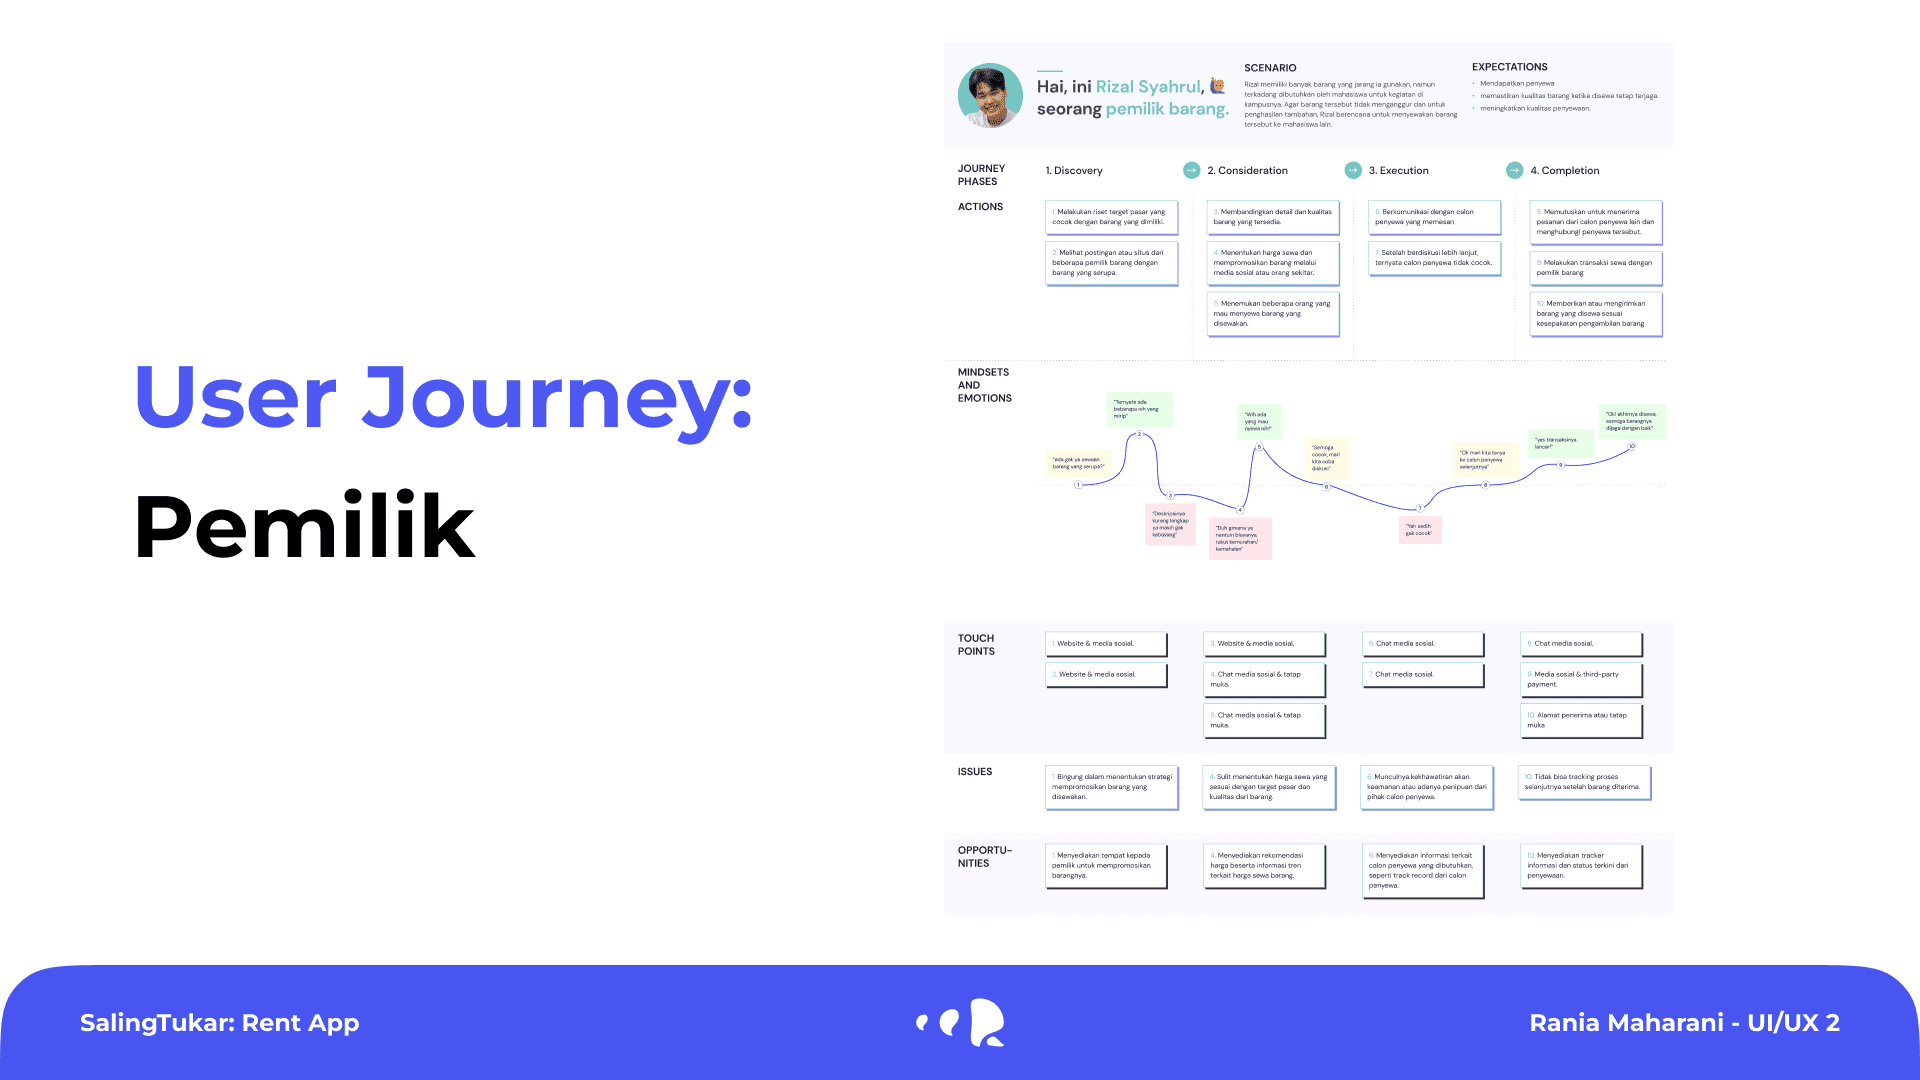 User Journey:
Pemilik
Hai, ini Rizal Syahrul,
seorang pemilik barang.
SCENARIO
Rizal memiliki banyak barang yang jarang ia gunakan, namun
terkadang dibutuhkan oleh mahasiswa untuk kegiatan di
kampusnya. Agar barang tersebut tidak menganggur dan untuk
penghasilan tambahan, Rizal berencana untuk menyewakan barang
tersebut ke mahasiswa lain.
EXPECTATIONS
• Mendapatkan penyewa
• memastikan kualitas barang ketika disewa tetap terjaga.
• meningkatkan kualitas penyewaan.
JOURNEY
PHASES
1. Discovery
2. Consideration
3. Execution
4. Completion
ACTIONS
1. Malakukan riset target pasar yang
cocok dengan barang yang dimiliki.
2. Melihat postingan atau situs dari
beberapa pemilik barang dengan
barang yang serupa.
3. Membandingkan detail dan kualitas
barang yang tersedia.
4. Menentukan harga sewa dan
mempromosikan barang melalui
media sosial atau orang sekitar.
5. Menemukan beberapa orang yang
mau menyewa barang yang
disewakan.
6. Berkomunikasi dengan calon
penyewa yang memesan
7. Setelah berdiskusi lebih lanjut,
ternyata calon penyewa tidak cocok.
8. Memutuskan untuk menerima
pesanan dari calon penyewa lain dan
menghubungi penyewa tersebut.
9. Melakukan transaksi sewa dengan
pemilik barang
10. Memberikan atau mengirimkan
barang yang disewa sesuai
kesepakatan pengambilan barang
MINDSETS
AND
EMOTIONS
"ada gak ya sewaan
barang yang serupa?"
1
"Ternyata ada
beberapa nih yang
mirip"
2
3
"Deskripsinya
kurang lengkap
ya masih gak
kebayang"
4
"Duh gimana ya
nentuin biayanya,
takut kemurahan/
kemahalan"
"Wih ada
yang mau
nyewa nih!"
5
"Semoga
cocok, mari
kita coba
diskusi"
6
7
"Yah sedih
gak cocok"
"Ok mari kita tanya
ke calon penyewa
selanjutnya"
8
"yes transaksinya
lancar!"
9
"Ok! akhirnya disewa,
semoga barangnya
dijaga dengan baik"
10
TOUCH
POINTS
1. Website & media sosial.
2. Website & media sosial.
3. Website & media sosial.
4. Chat media sosial & tatap
muka.
5. Chat media sosial & tatap
muka.
6. Chat media sosial.
7. Chat media sosial.
8. Chat media sosial.
9. Media sosial & third-party
payment.
10. Alamat penerima atau tatap
muka
ISSUES
1. Bingung dalam menentukan strategi
mempromosikan barang yang
disewakan.
4. Sulit menentukan harga sewa yang
sesuai dengan target pasar dan
kualitas dari barang.
6. Munculnya kekhawatiran akan
keamanan atau adanya penipuan dari
pihak calon penyewa.
10. Tidak bisa tracking proses
selanjutnya setelah barang diterima.
OPPORTU-
NITIES
1. Menyediakan tempat kepada
pemilik untuk mempromosikan
barangnya.
4. Menyediakan rekomendasi
harga beserta informasi tren
terkait harga sewa barang.
6. Menyediakan informasi terkait
calon penyewa yang dibutuhkan,
seperti track record dari calon
penyewa.
10. Menyediakan tracker
informasi dan status terkini dari
penyewaan.
SalingTukar: Rent App
Rania Maharani - UI/UX 2